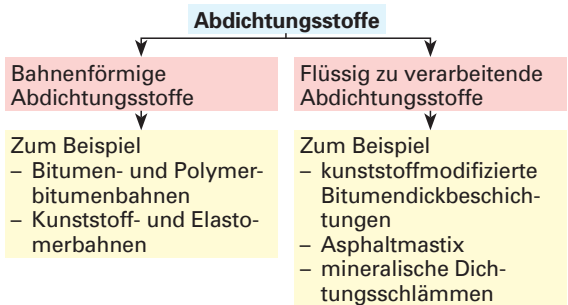 Abdichtungsstoffe
Bahnenförmige
Abdichtungsstoffe
Zum Beispiel
– Bitumen- und Polymer-
bitumenbahnen
– Kunststoff- und Elasto-
merbahnen
Flüssig zu verarbeitende
Abdichtungsstoffe
Zum Beispiel
– kunststoffmodifizierte
Bitumendickbeschich-
tungen
– Asphaltmastix
– mineralische Dich-
tungsschlämmen